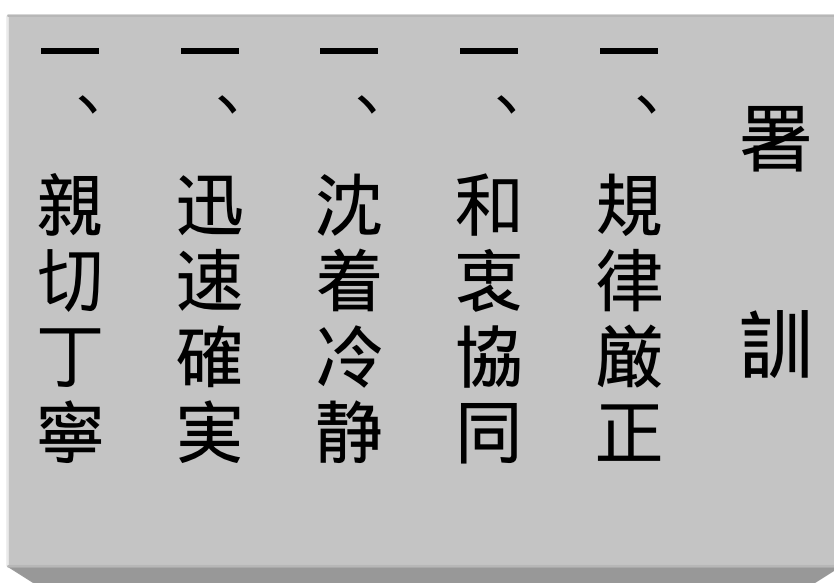 署訓
一、規律厳正
一、和衷協同
一、沈着冷静
一、迅速確実
一、親切丁寧